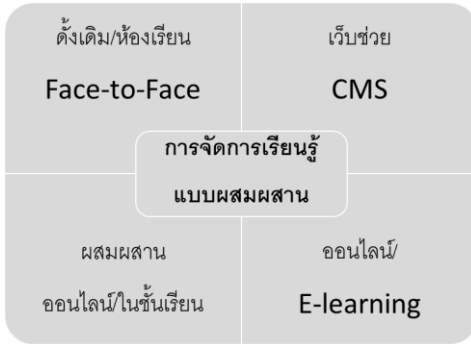 ดั้งเดิม/ห้องเรียน
Face-to-Face
เว็บช่วย
CMS
การจัดการเรียนรู้
แบบผสมผสาน
ผสมผสาน
ออนไลน์/ในชั้นเรียน
ออนไลน์/
E-learning